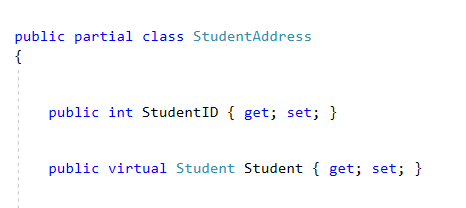 public partial class StudentAddress
{
public int StudentID { get; set; }
public virtual Student Student { get; set; }